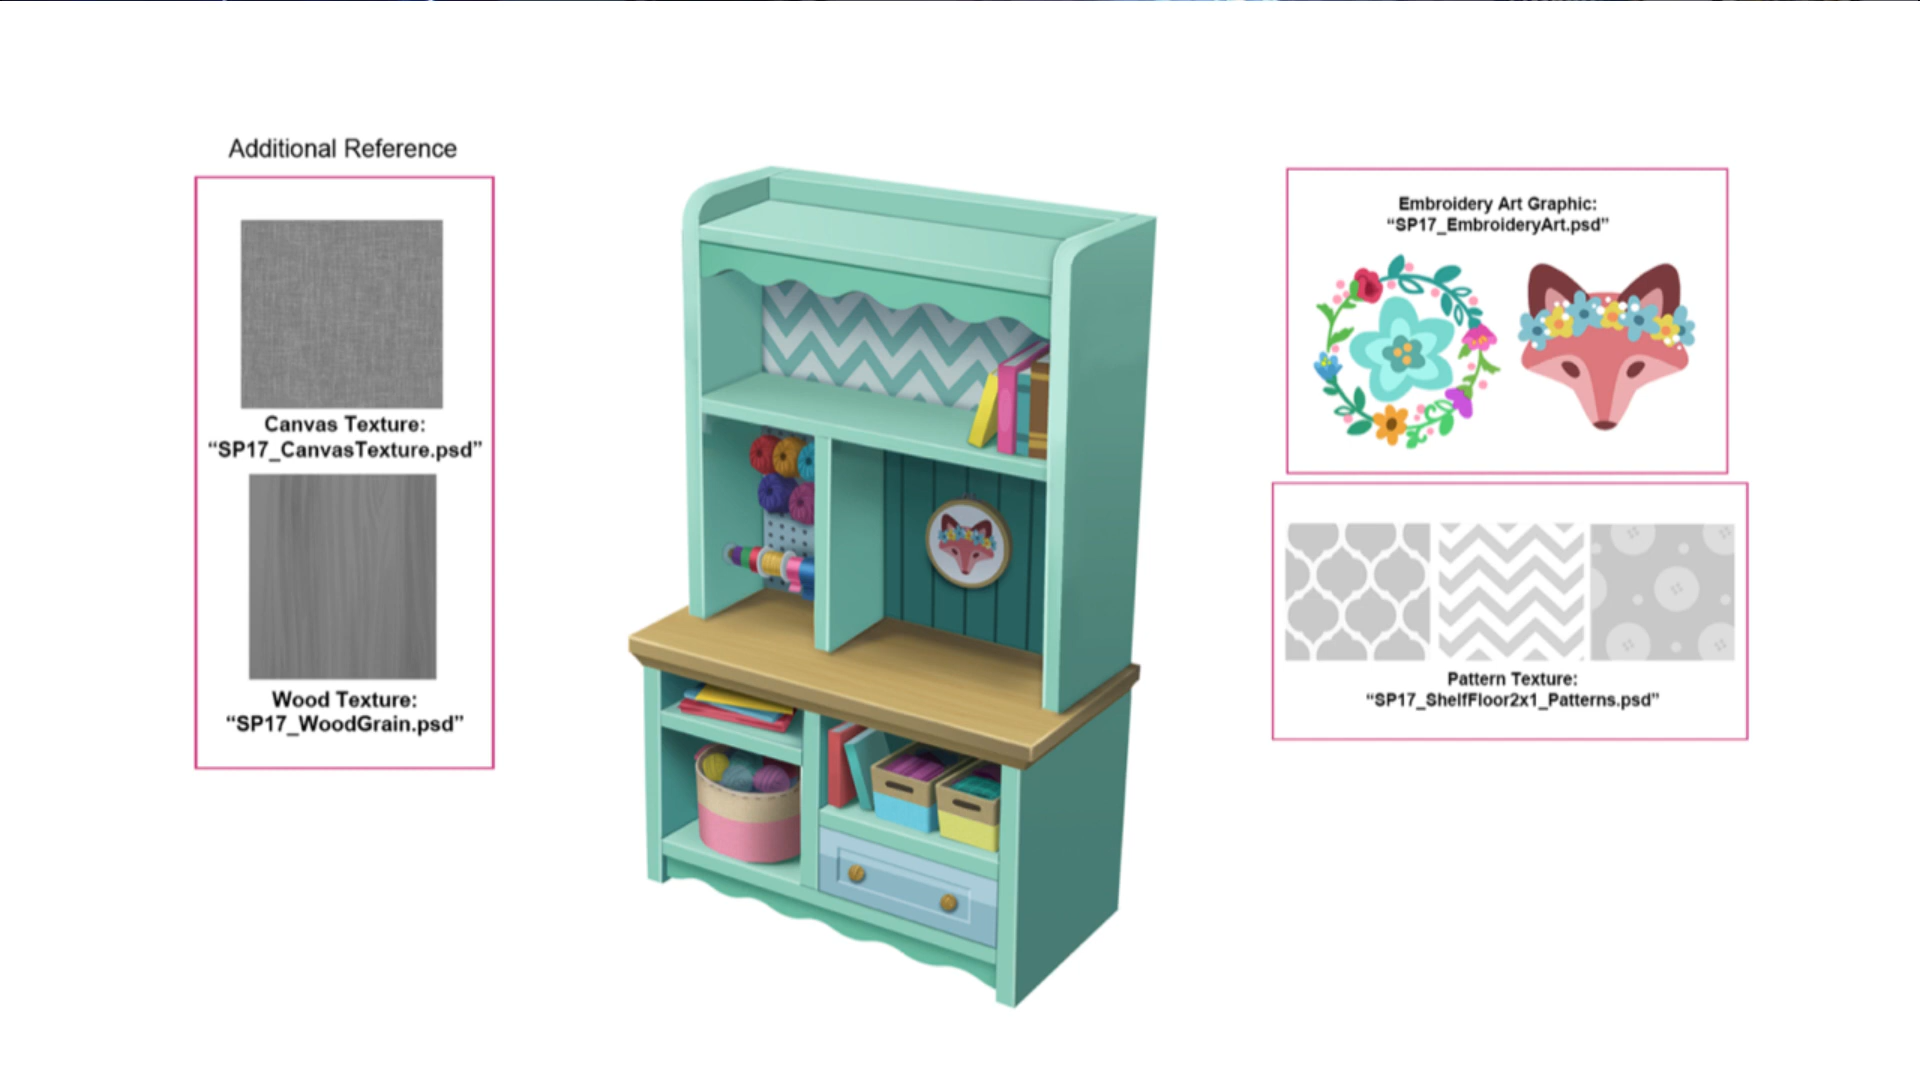 Additional Reference
Canvas Texture:
“SP17_CanvasTexture.psd”
Wood Texture:
“SP17_WoodGrain.psd”
Embroidery Art Graphic:
“SP17_EmbroideryArt.psd”
Pattern Texture:
“SP17_ShelfFloor2x1_Patterns.psd”